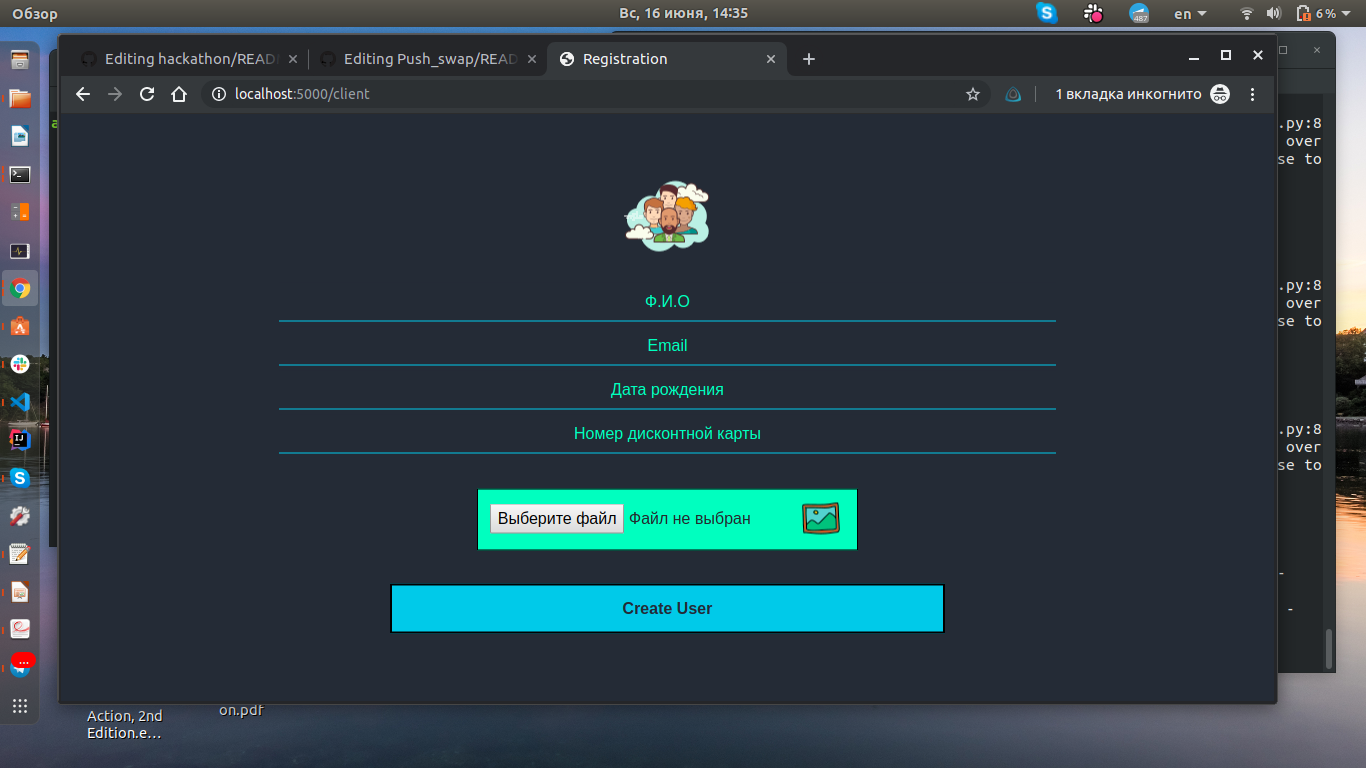 Обзор
Вс, 16 июня, 14:35
487
en
6 %
Editing hackathon/READ
Editing Push_swap/READ
Registration
localhost:5000/client
1 вкладка инкогнито
.py:8
over
se to
Ф.И.О
Email
.py:8
over
se to
Дата рождения
Номер дисконтной карты
.py:8
over
se to
Выберите файл
Файл не выбран
Create User
Action, 2nd
Edition.e...
on.pdf